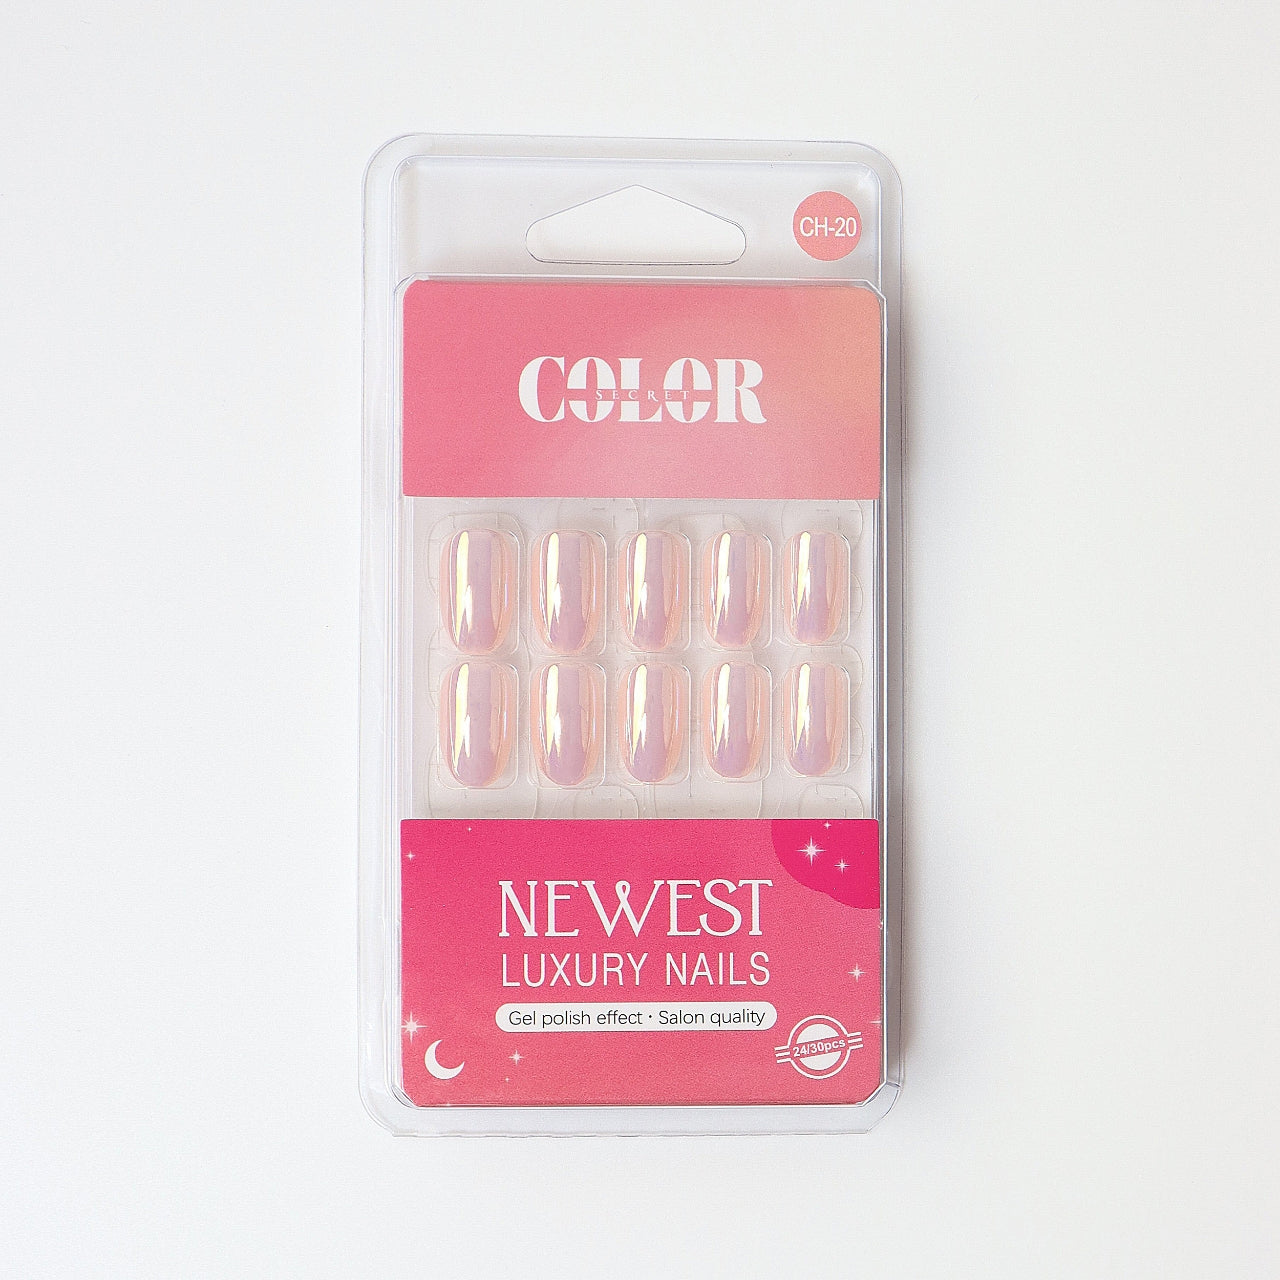 CH-20
COLOR
SECRET
NEWEST
LUXURY NAILS
Gel polish effect · Salon quality
24/30pcs